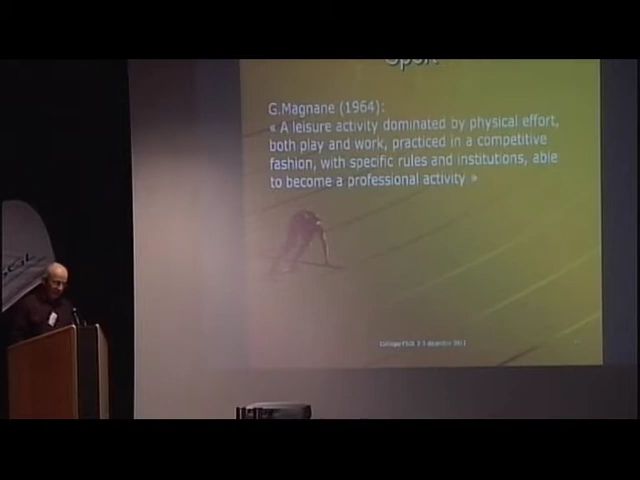 Sport
G.Magnane (1964):
« A leisure activity dominated by physical effort,
both play and work, practiced in a competitive
fashion, with specific rules and institutions, able
to become a professional activity »